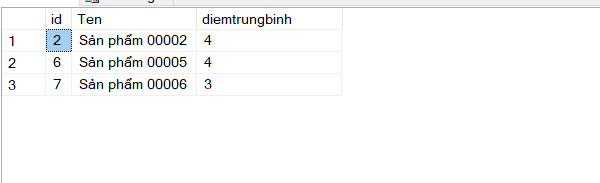 id Ten diemtrungbinh
1 2 Sản phẩm 00002 4
2 6 Sản phẩm 00005 4
3 7 Sản phẩm 00006 3